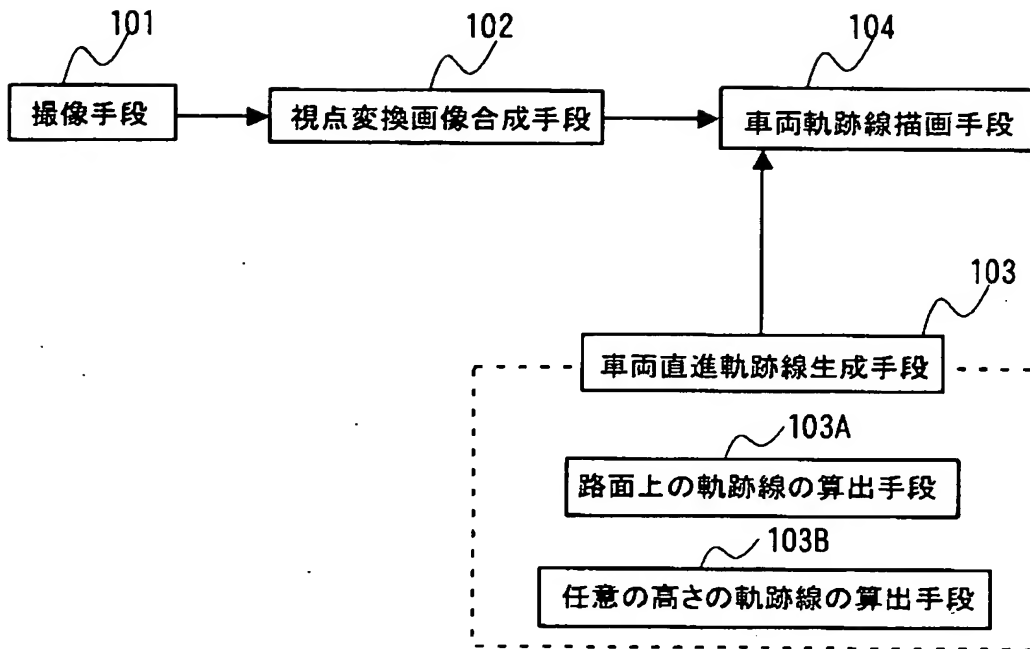 101
102
104
撮像手段
視点変換画像合成手段
車両軌跡線描画手段
103
車両直進軌跡線生成手段
103A
路面上の軌跡線の算出手段
103B
任意の高さの軌跡線の算出手段